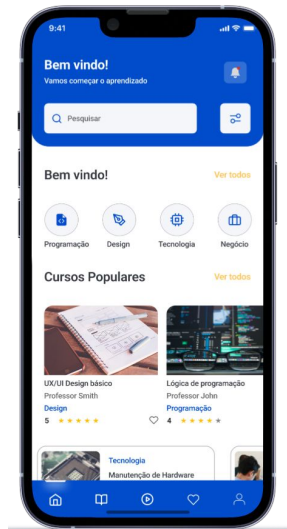 9:41
Bem vindo!
Vamos começar o aprendizado
Pesquisar
Bem vindo! Ver todos
Programação Design Tecnologia Negócio
Cursos Populares Ver todos
UX/UI Design básico
Professor Smith
Design
5
Lógica de programação
Professor John
Programação
4
Tecnologia
Manutenção de Hardware